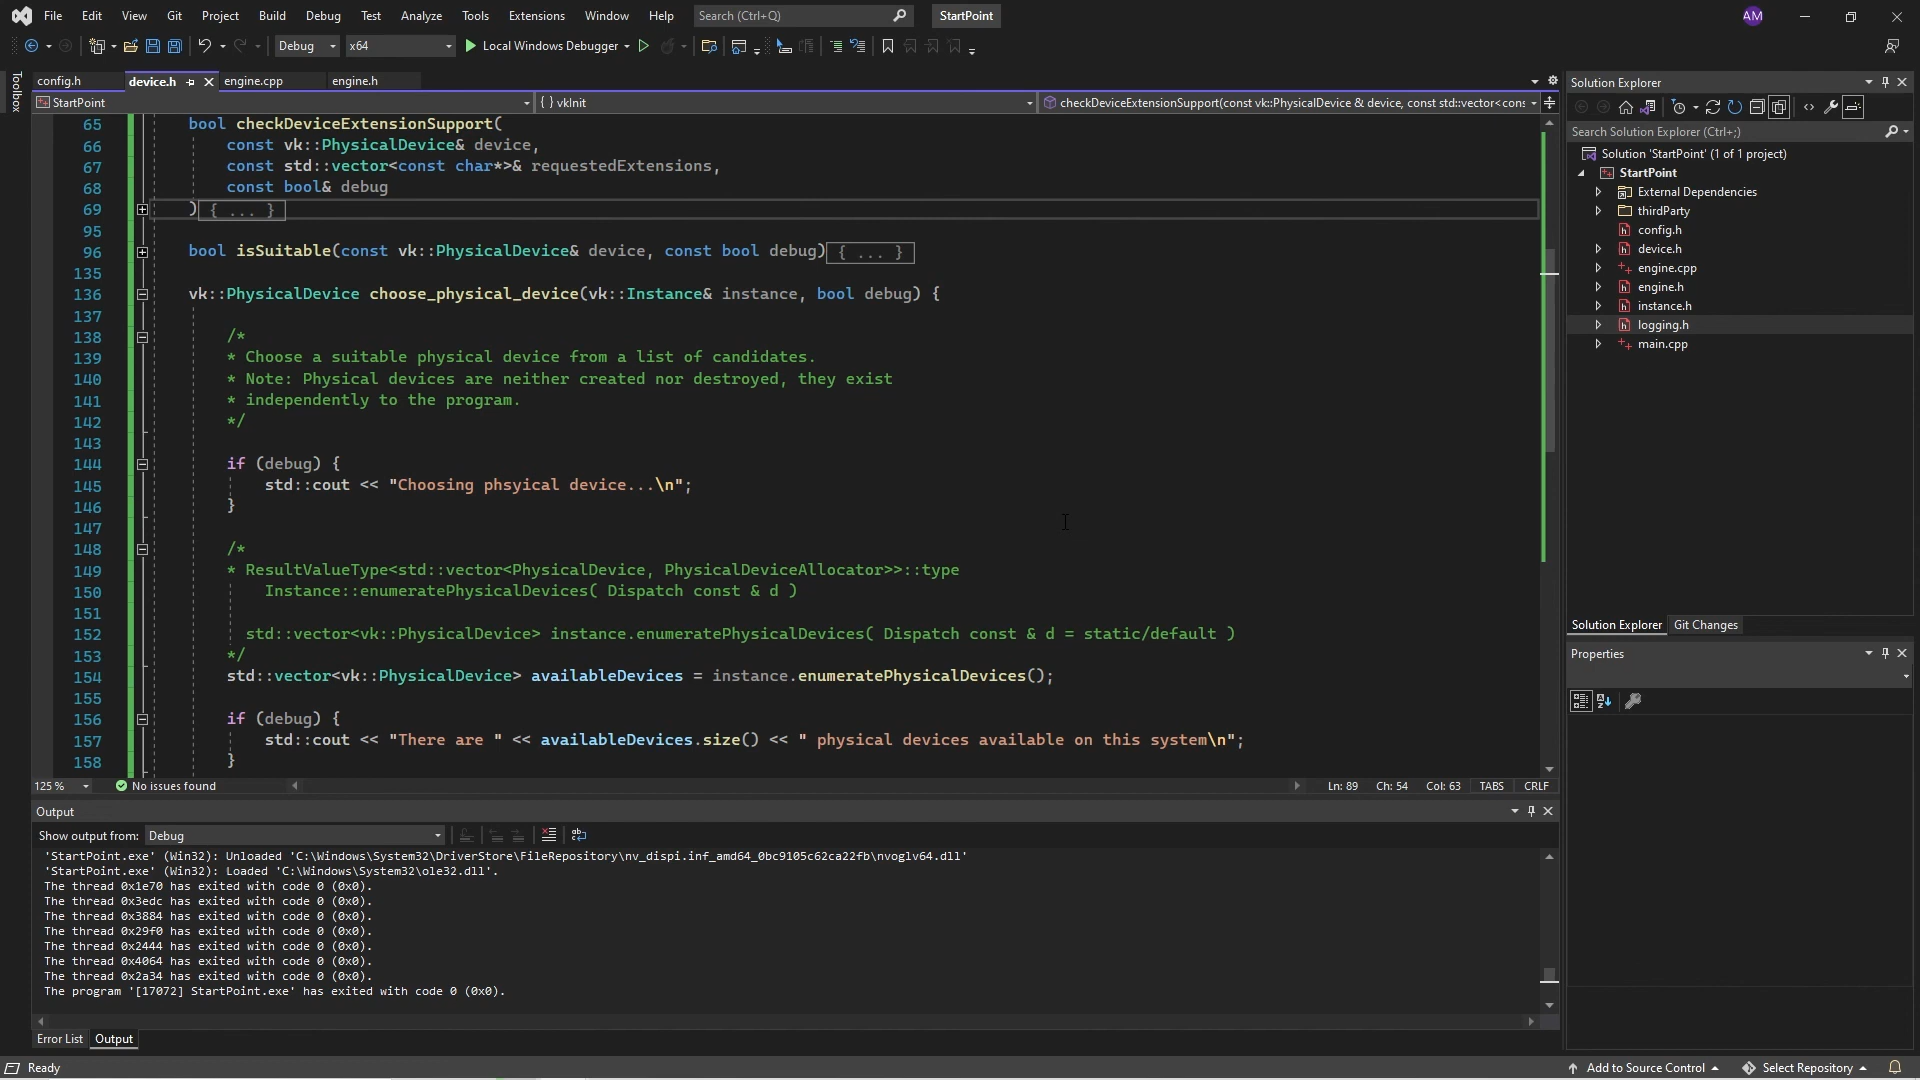 File Edit View Git Project Build Debug Test Analyze Tools Extensions Window Help Search (Ctrl+Q) StartPoint AM
Debug x64 Local Windows Debugger
Toolbox
config.h device.h engine.cpp engine.h
StartPoint { } vkInit checkDeviceExtensionSupport(const vk::PhysicalDevice & device, const std::vector<cons
65 bool checkDeviceExtensionSupport(
66 const vk::PhysicalDevice& device,
67 const std::vector<const char*>& requestedExtensions,
68 const bool& debug
69 ){ ... }
95
96 bool isSuitable(const vk::PhysicalDevice& device, const bool debug){ ... }
135
136 vk::PhysicalDevice choose_physical_device(vk::Instance& instance, bool debug) {
137
138 /*
139 * Choose a suitable physical device from a list of candidates.
140 * Note: Physical devices are neither created nor destroyed, they exist
141 * independently to the program.
142 */
143
144 if (debug) {
145 std::cout << "Choosing phsyical device...\n";
146 }
147
148 /*
149 * ResultValueType<std::vector<PhysicalDevice, PhysicalDeviceAllocator>>::type
150 Instance::enumeratePhysicalDevices( Dispatch const & d )
151
152 std::vector<vk::PhysicalDevice> instance.enumeratePhysicalDevices( Dispatch const & d = static/default )
153 */
154 std::vector<vk::PhysicalDevice> availableDevices = instance.enumeratePhysicalDevices();
155
156 if (debug) {
157 std::cout << "There are " << availableDevices.size() << " physical devices available on this system\n";
158 }
125 % No issues found Ln: 89 Ch: 54 Col: 63 TABS CRLF
Output
Show output from: Debug
'StartPoint.exe' (Win32): Unloaded 'C:\Windows\System32\DriverStore\FileRepository\nv_dispi.inf_amd64_0bc9105c62ca22fb\nvoglv64.dll'
'StartPoint.exe' (Win32): Loaded 'C:\Windows\System32\ole32.dll'.
The thread 0x1e70 has exited with code 0 (0x0).
The thread 0x3edc has exited with code 0 (0x0).
The thread 0x3884 has exited with code 0 (0x0).
The thread 0x29f0 has exited with code 0 (0x0).
The thread 0x2444 has exited with code 0 (0x0).
The thread 0x4064 has exited with code 0 (0x0).
The thread 0x2a34 has exited with code 0 (0x0).
The program '[17072] StartPoint.exe' has exited with code 0 (0x0).
Error List Output
Solution Explorer
Search Solution Explorer (Ctrl+;)
Solution 'StartPoint' (1 of 1 project)
StartPoint
External Dependencies
thirdParty
config.h
device.h
engine.cpp
engine.h
instance.h
logging.h
main.cpp
Solution Explorer Git Changes
Properties
Ready Add to Source Control Select Repository